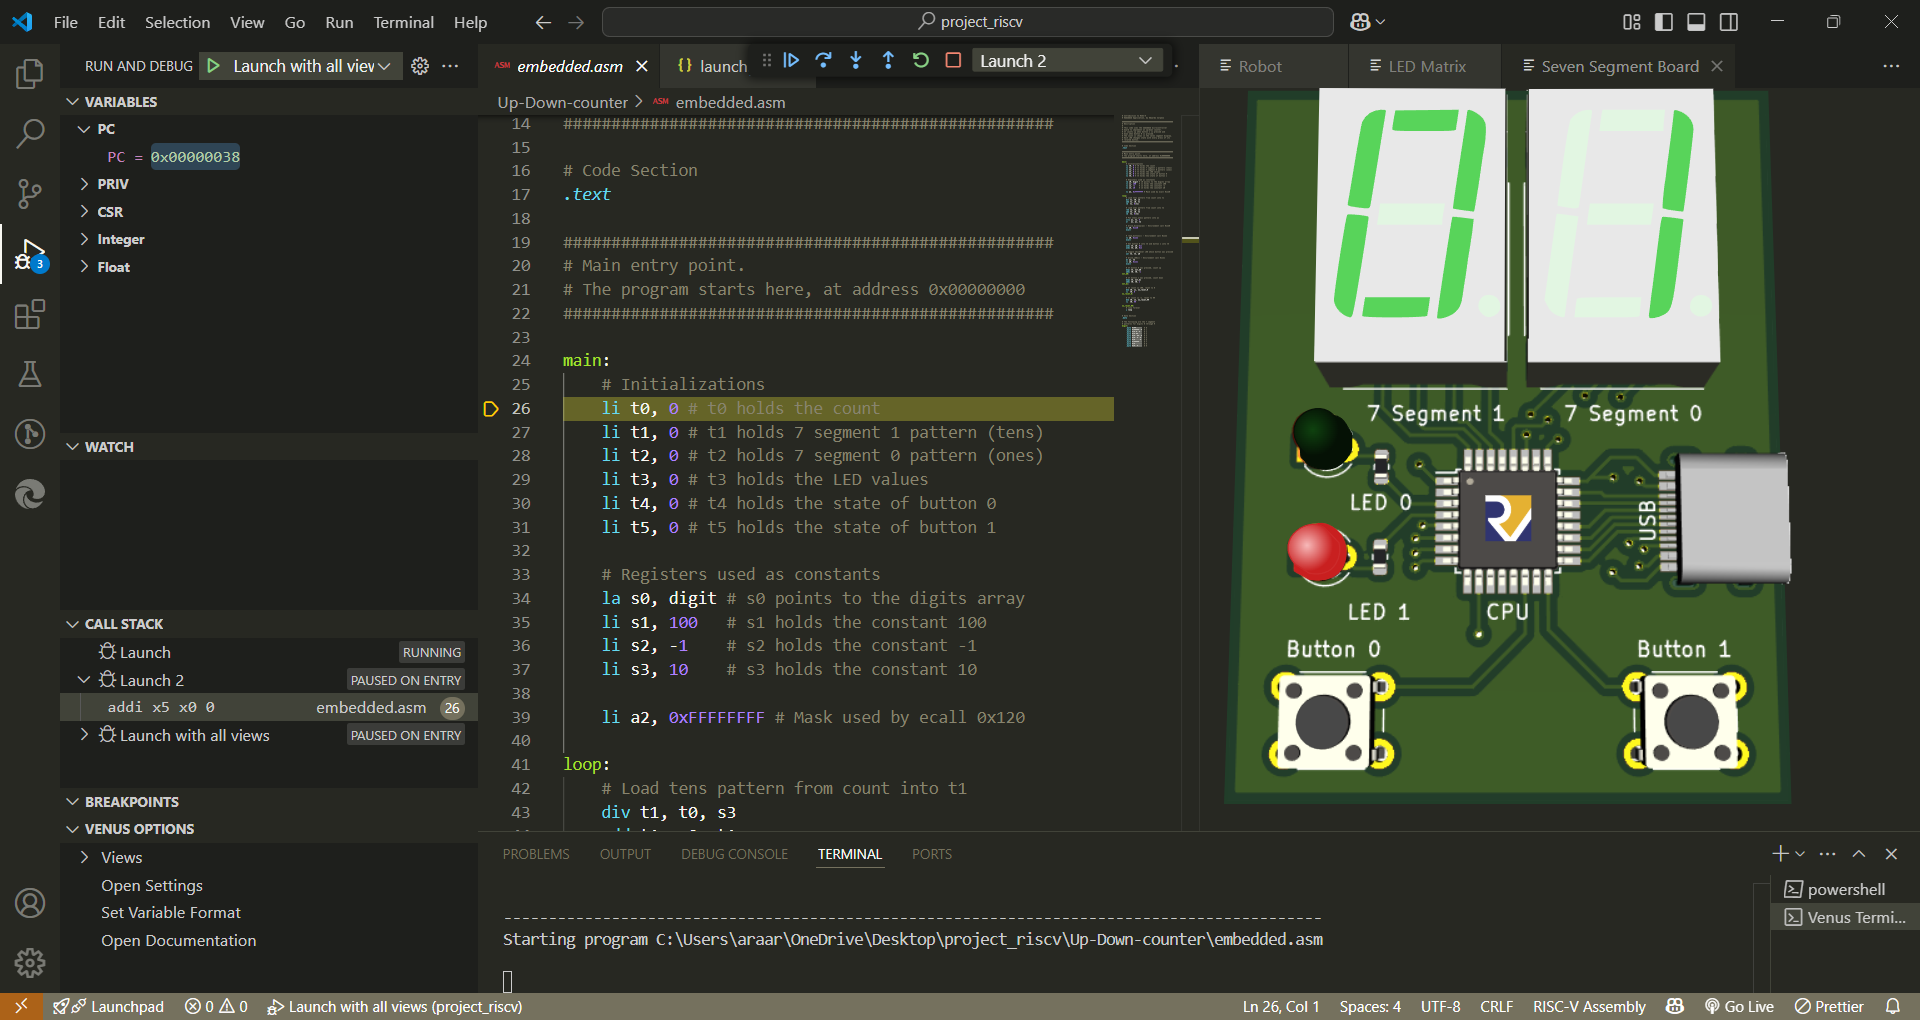 File Edit Selection View Go Run Terminal Help
project_riscv
RUN AND DEBUG
Launch with all view
VARIABLES
PC
PC = 0x00000038
PRIV
CSR
Integer
Float
WATCH
CALL STACK
Launch RUNNING
Launch 2 PAUSED ON ENTRY
addi x5 x0 0 embedded.asm 26
Launch with all views PAUSED ON ENTRY
BREAKPOINTS
VENUS OPTIONS
Views
Open Settings
Set Variable Format
Open Documentation
3
ASM embedded.asm
{} launch
Launch 2
Up-Down-counter > ASM embedded.asm
14 ###################################################
15
16 # Code Section
17 .text
18
19 ###################################################
20 # Main entry point.
21 # The program starts here, at address 0x00000000
22 ###################################################
23
24 main:
25 # Initializations
26 li t0, 0 # t0 holds the count
27 li t1, 0 # t1 holds 7 segment 1 pattern (tens)
28 li t2, 0 # t2 holds 7 segment 0 pattern (ones)
29 li t3, 0 # t3 holds the LED values
30 li t4, 0 # t4 holds the state of button 0
31 li t5, 0 # t5 holds the state of button 1
32
33 # Registers used as constants
34 la s0, digit # s0 points to the digits array
35 li s1, 100 # s1 holds the constant 100
36 li s2, -1 # s2 holds the constant -1
37 li s3, 10 # s3 holds the constant 10
38
39 li a2, 0xFFFFFFFF # Mask used by ecall 0x120
40
41 loop:
42 # Load tens pattern from count into t1
43 div t1, t0, s3
Robot
LED Matrix
Seven Segment Board
7 Segment 1
7 Segment 0
LED 0
USB
RV
LED 1
CPU
Button 0
Button 1
PROBLEMS OUTPUT DEBUG CONSOLE TERMINAL PORTS
Starting program C:\Users\araar\OneDrive\Desktop\project_riscv\Up-Down-counter\embedded.asm
powershell
Venus Termi...
Launchpad 0 0 Launch with all views (project_riscv)
Ln 26, Col 1 Spaces: 4 UTF-8 CRLF RISC-V Assembly Go Live Prettier